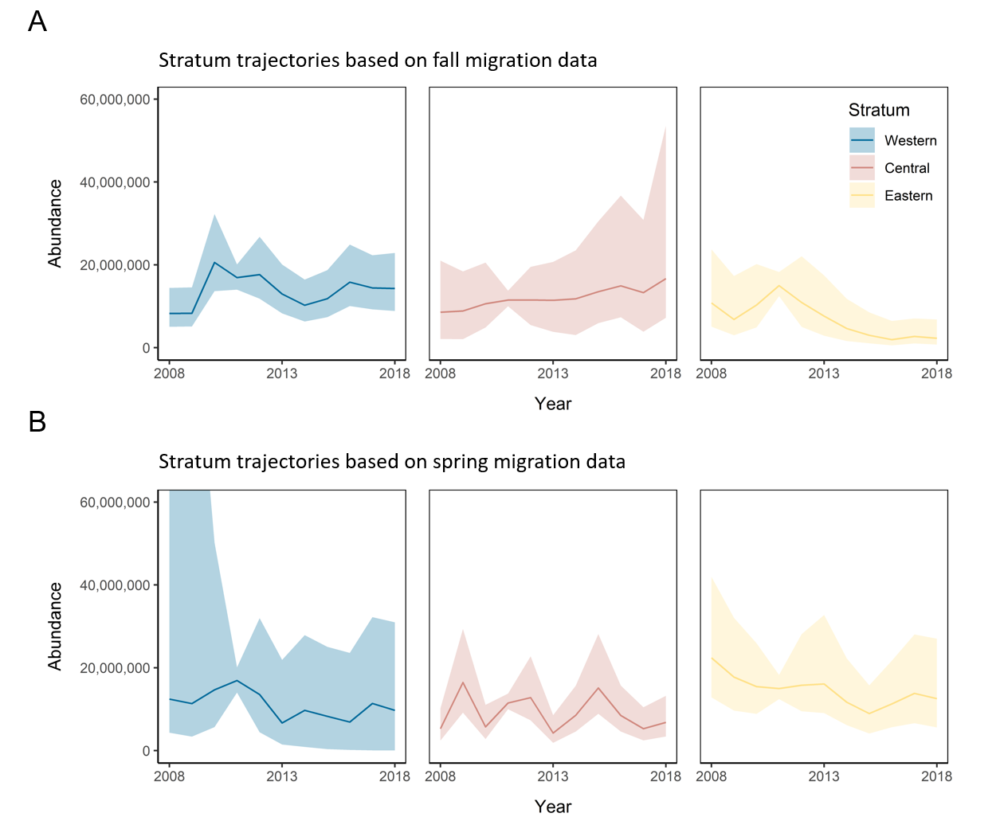 A
Stratum trajectories based on fall migration data
60,000,000
40,000,000
20,000,000
0
Abundance
Stratum
Western
Central
Eastern
2008 2013 2018 2008 2013 2018 2008 2013 2018
Year
B
Stratum trajectories based on spring migration data
60,000,000
40,000,000
20,000,000
0
Abundance
2008 2013 2018 2008 2013 2018 2008 2013 2018
Year